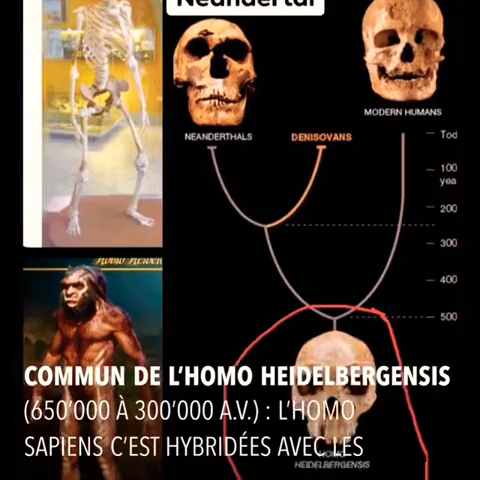 Neandertal
NEANDERTHALS
DENISOVANS
MODERN HUMANS
100
200
300
400
500
COMMUN DE L'HOMO HEIDELBERGENSIS
(650'000 À 300'000 A.V.) : L'HOMO
SAPIENS C'EST HYBRIDÉES AVEC LES
HOMO
HEIDELBERGENSIS